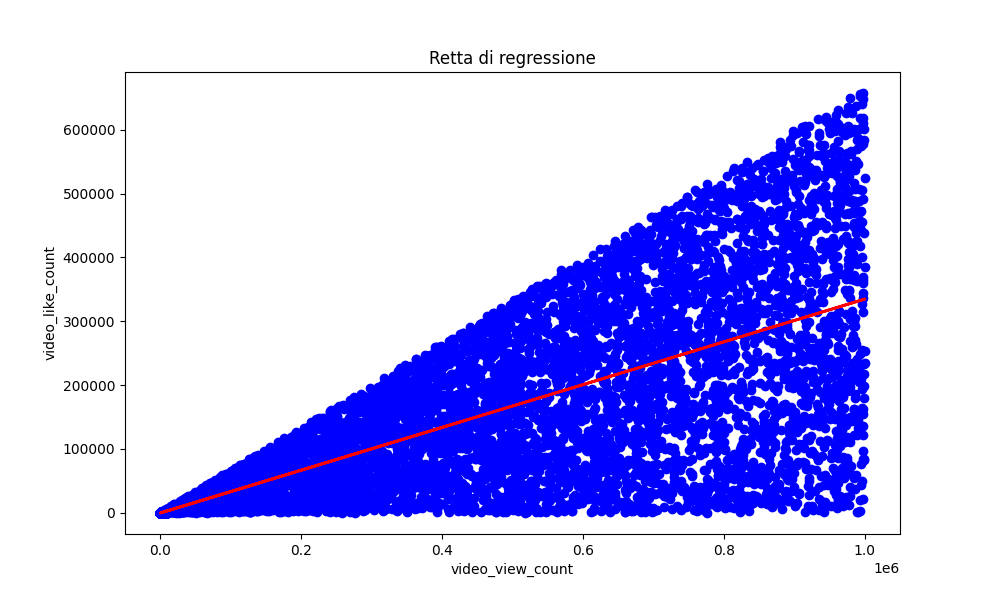 Retta di regressione
video_like_count
600000
500000
400000
300000
200000
100000
0
0.0 0.2 0.4 0.6 0.8 1.0
1e6
video_view_count